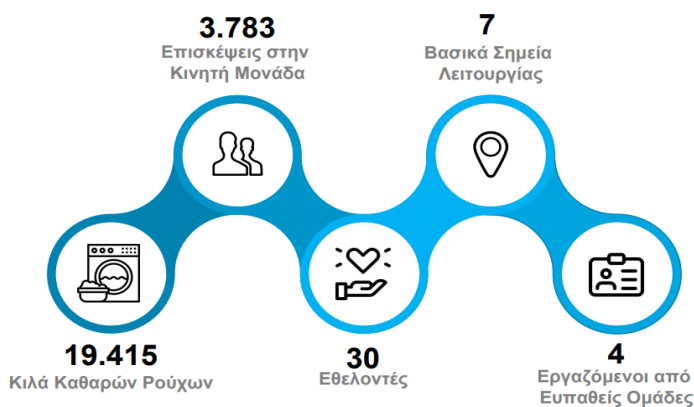 3.783
Επισκέψεις στην
Κινητή Μονάδα
7
Βασικά Σημεία
Λειτουργίας
19.415
Κιλά Καθαρών Ρούχων
30
Εθελοντές
4
Εργαζόμενοι από
Ευπαθείς Ομάδες